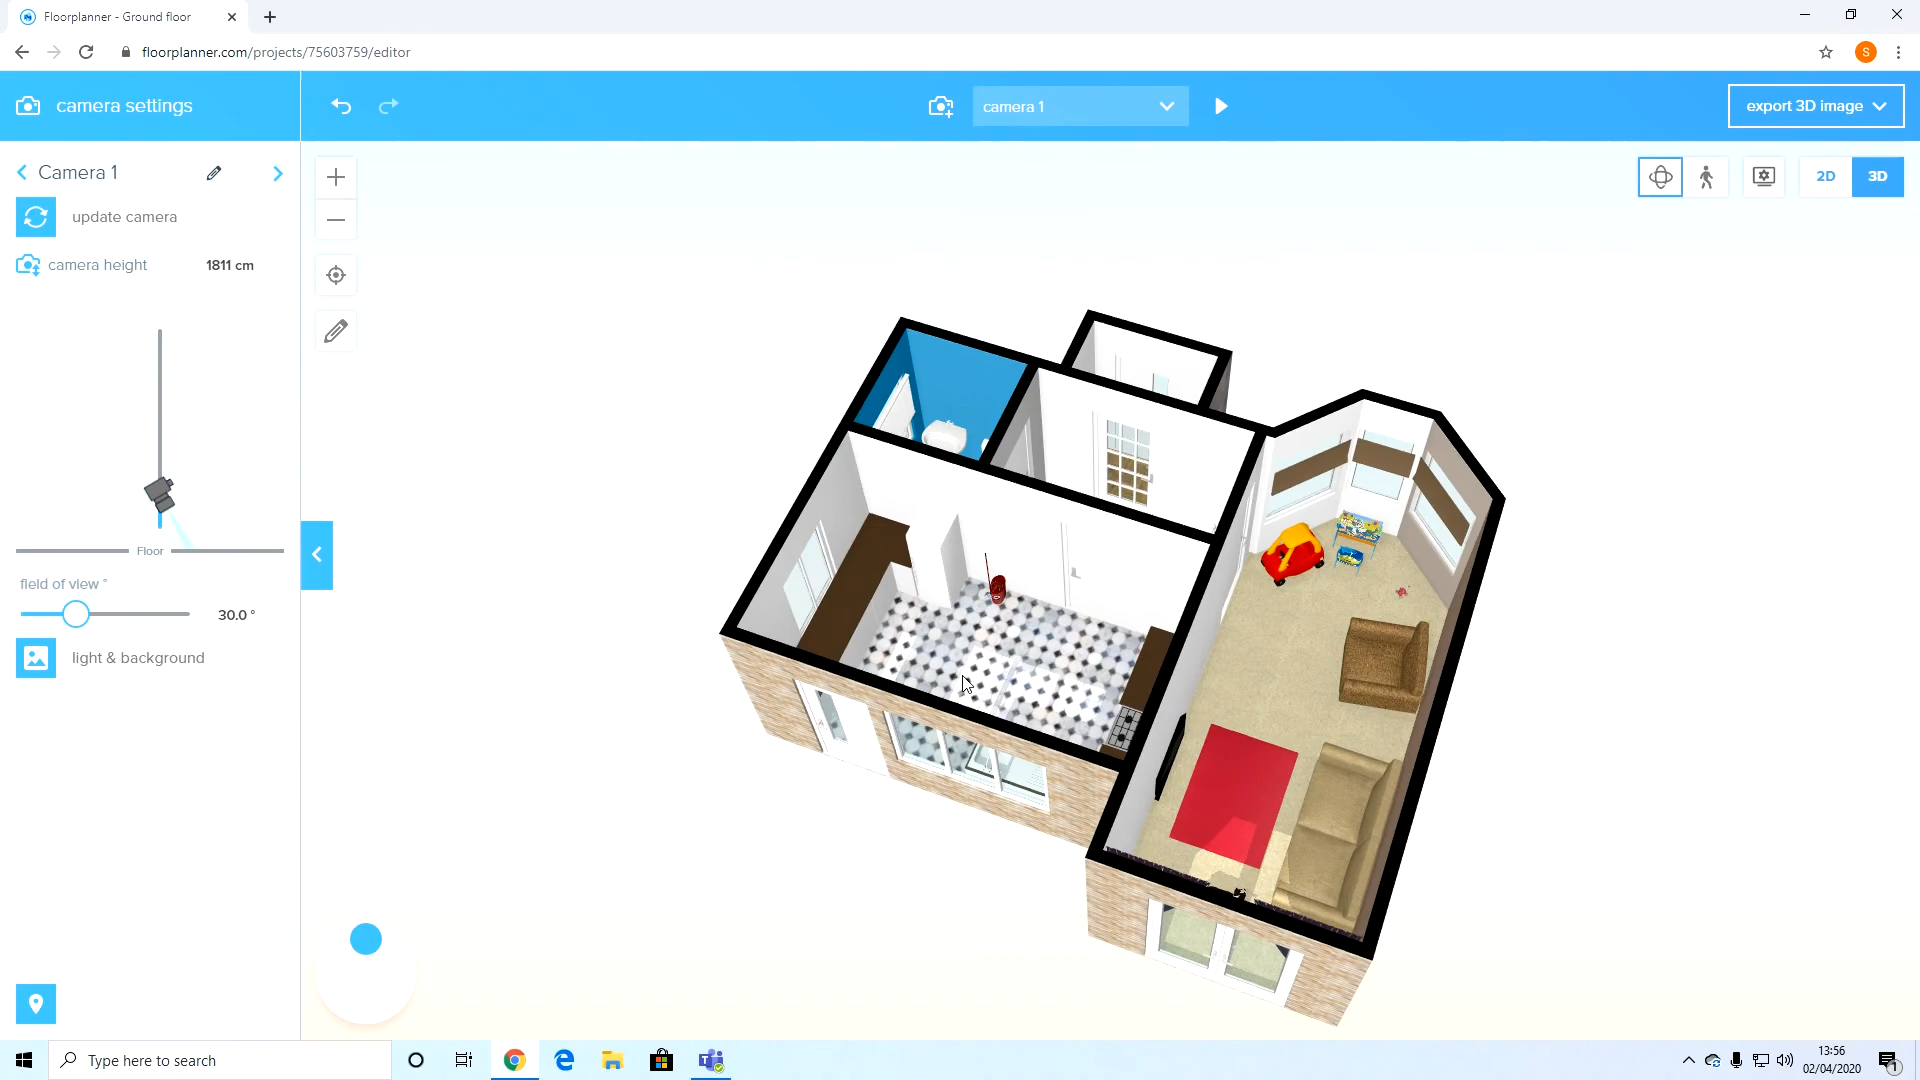 Floorplanner - Ground floor
floorplanner.com/projects/75603759/editor
S
camera settings
camera 1
export 3D image
Camera 1
update camera
camera height 1811 cm
Floor
field of view °
30.0 °
light & background
2D 3D
Type here to search
13:56
02/04/2020
1